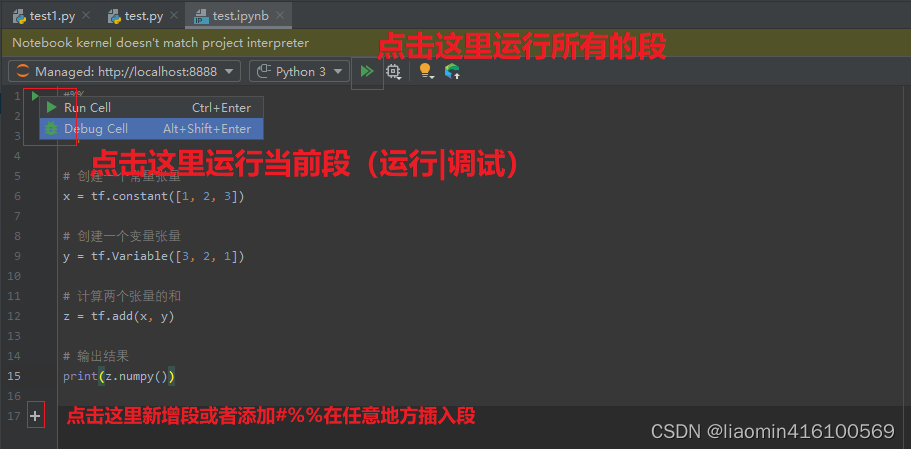 test1.py
test.py
test.ipynb
Notebook kernel doesn't match project interpreter
点击这里运行所有的段
Managed: http://localhost:8888
Python 3
1 #%%
Run Cell Ctrl+Enter
2
Debug Cell Alt+Shift+Enter
3
点击这里运行当前段（运行|调试）
5 # 创建一个常量张量
6 x = tf.constant([1, 2, 3])
7
8 # 创建一个变量张量
9 y = tf.Variable([3, 2, 1])
10
11 # 计算两个张量的和
12 z = tf.add(x, y)
13
14 # 输出结果
15 print(z.numpy())
16
17 + 点击这里新增段或者添加#%%在任意地方插入段
CSDN @liaomin416100569